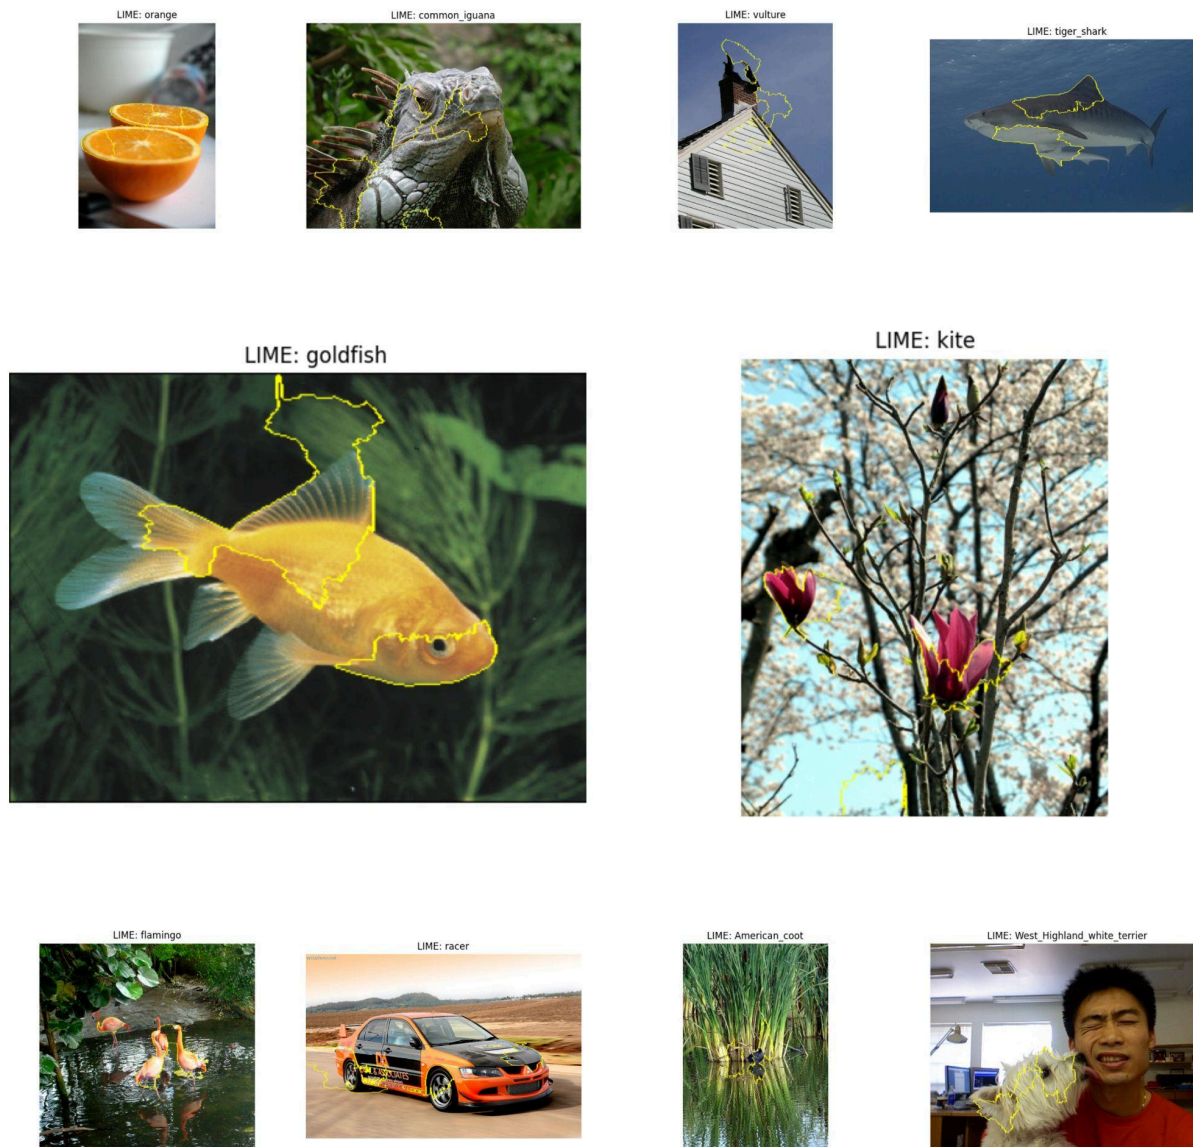 LIME: orange
LIME: common_iguana
LIME: vulture
LIME: tiger_shark
LIME: goldfish
LIME: kite
LIME: flamingo
LIME: racer
LIME: American_coot
LIME: West_Highland_white_terrier